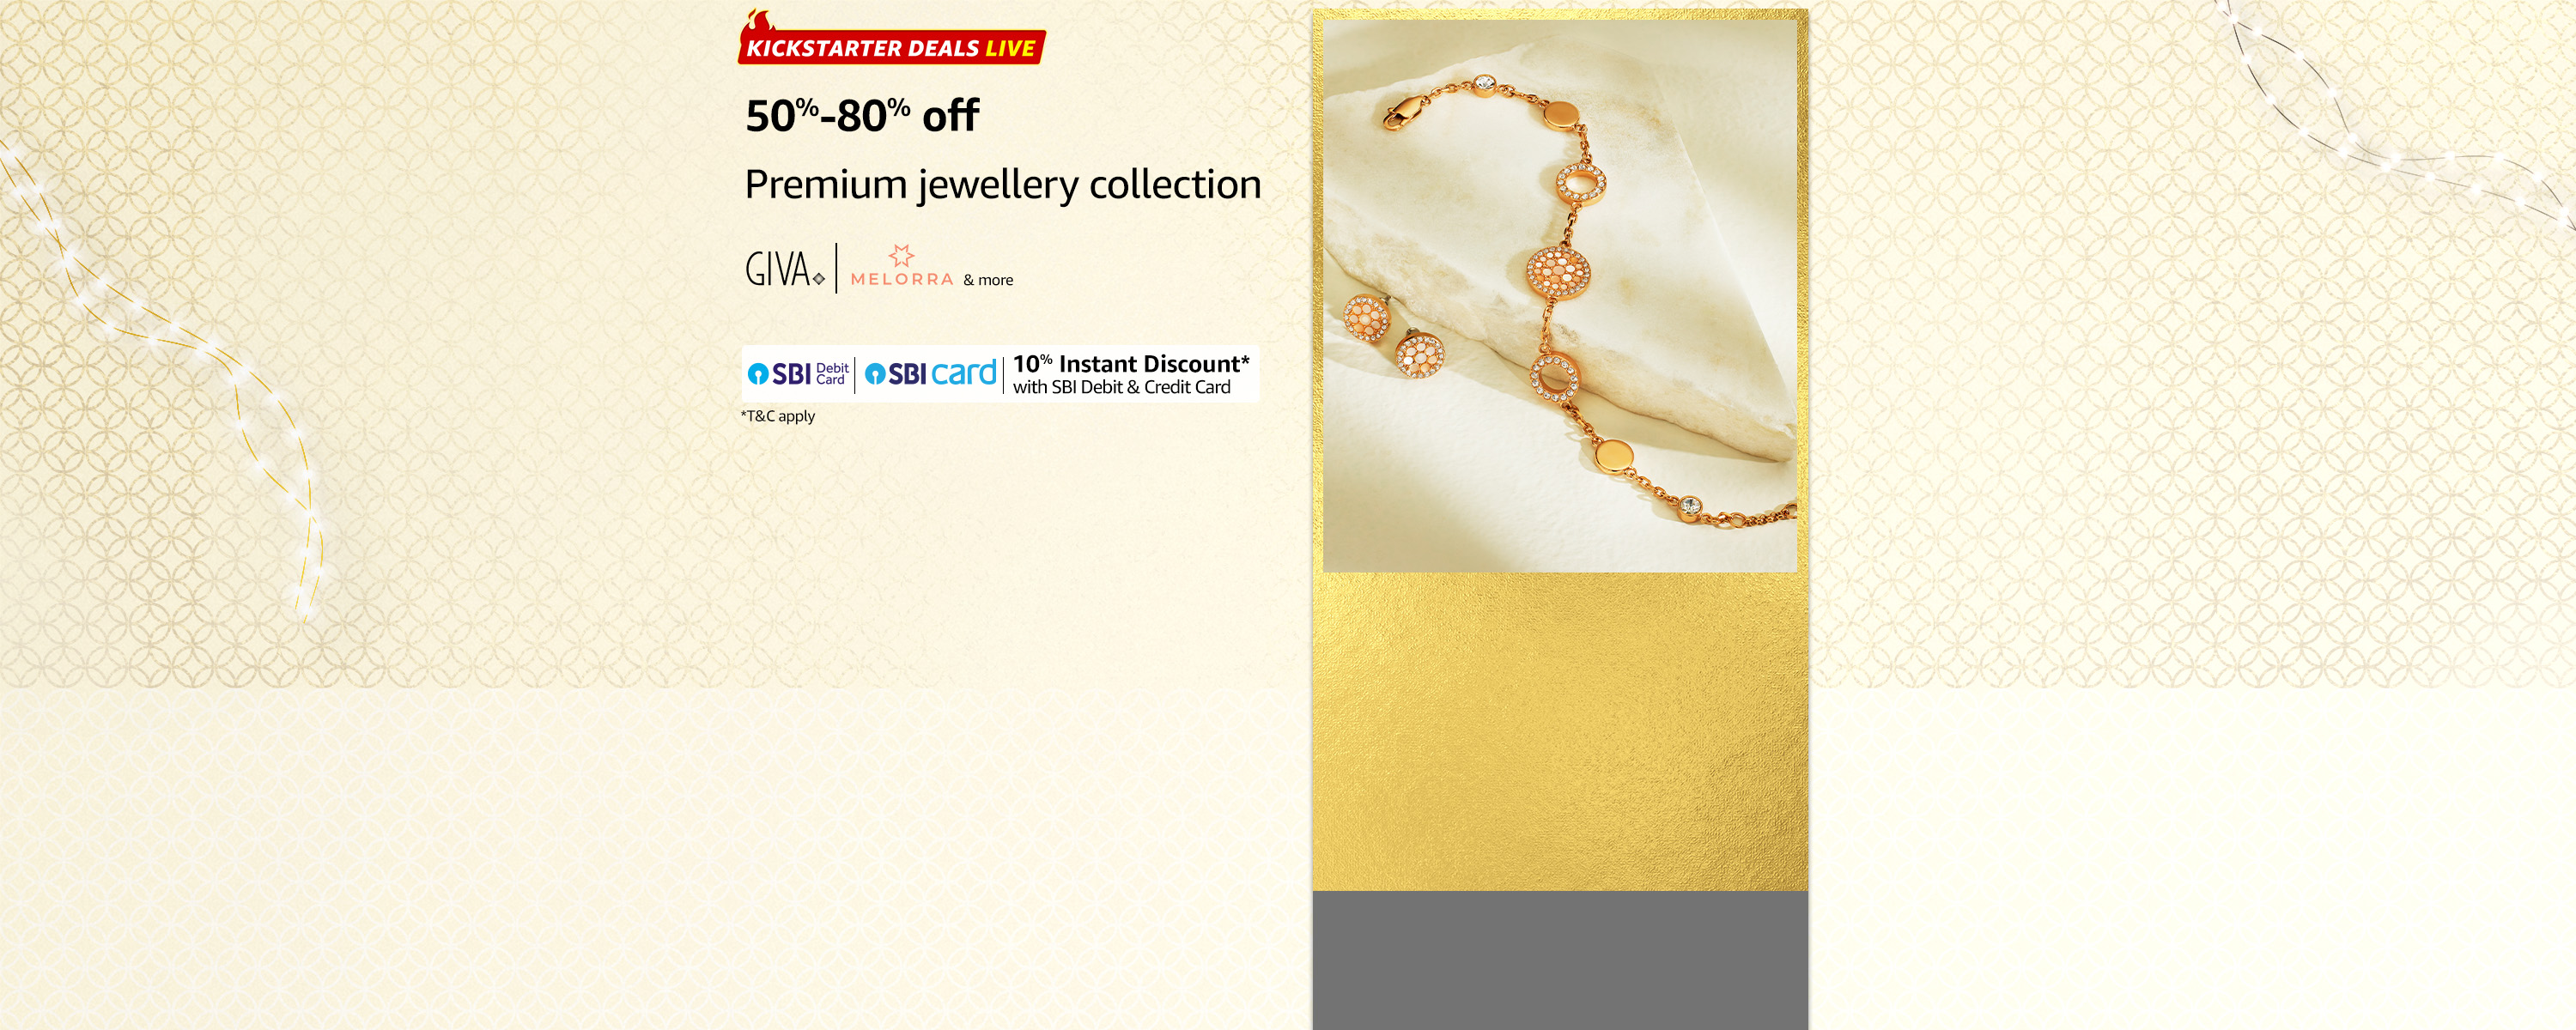 KICKSTARTER DEALS LIVE
50%-80% off
Premium jewellery collection
GIVA MELORRA & more
SBI Debit Card SBI card 10% Instant Discount*
with SBI Debit & Credit Card
*T&C apply